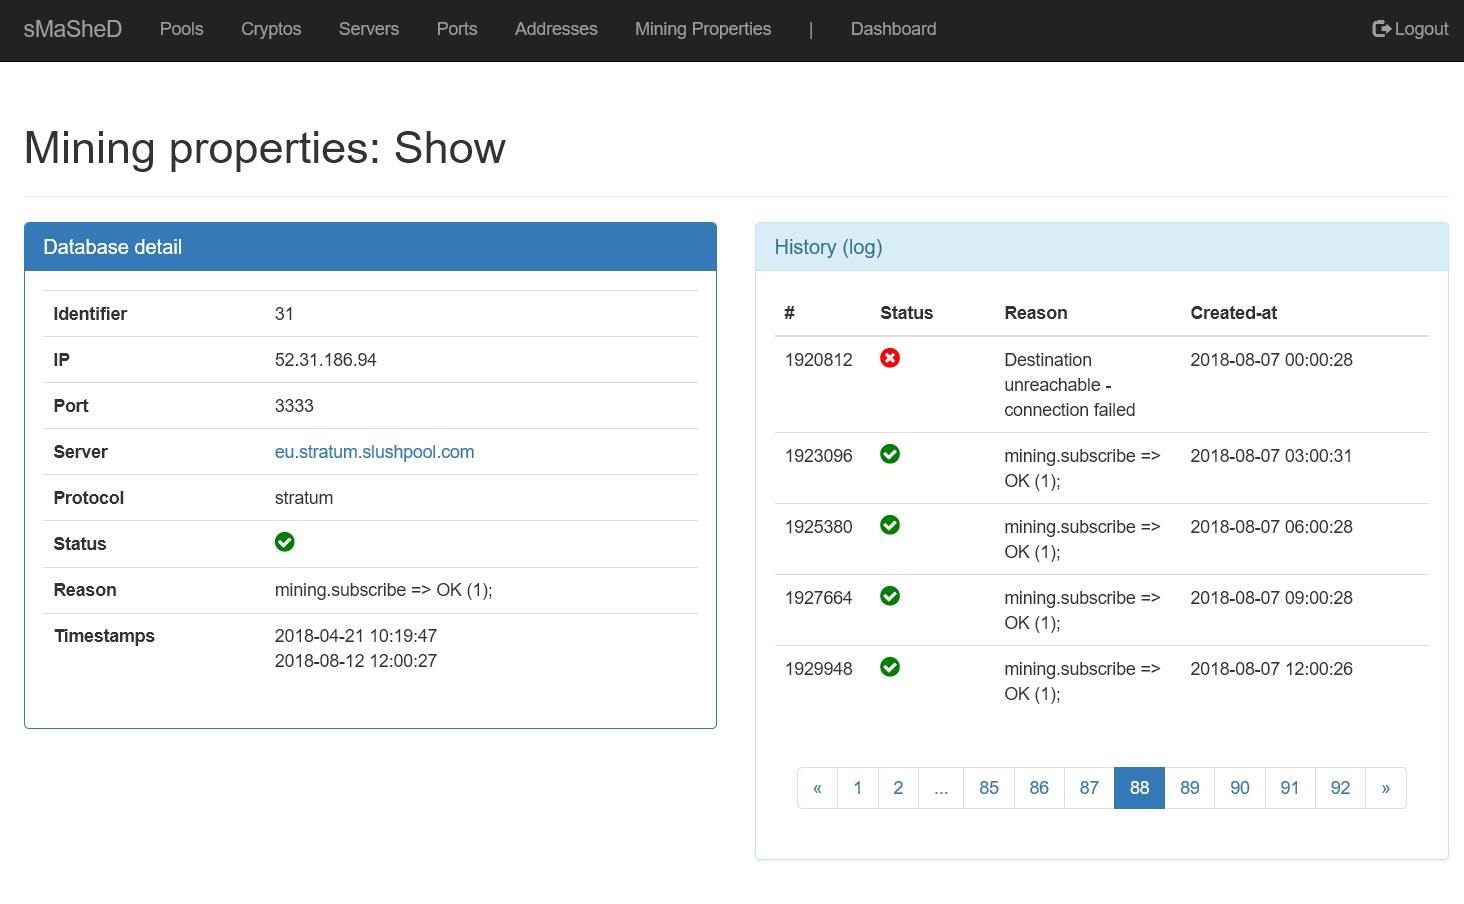 sMaSheD Pools Cryptos Servers Ports Addresses Mining Properties | Dashboard Logout
Mining properties: Show
Database detail
Identifier 31
IP 52.31.186.94
Port 3333
Server eu.stratum.slushpool.com
Protocol stratum
Status
Reason mining.subscribe => OK (1);
Timestamps 2018-04-21 10:19:47
2018-08-12 12:00:27
History (log)
# Status Reason Created-at
1920812 Destination 2018-08-07 00:00:28
unreachable -
connection failed
1923096 mining.subscribe => 2018-08-07 03:00:31
OK (1);
1925380 mining.subscribe => 2018-08-07 06:00:28
OK (1);
1927664 mining.subscribe => 2018-08-07 09:00:28
OK (1);
1929948 mining.subscribe => 2018-08-07 12:00:26
OK (1);
« 1 2 ... 85 86 87 88 89 90 91 92 »